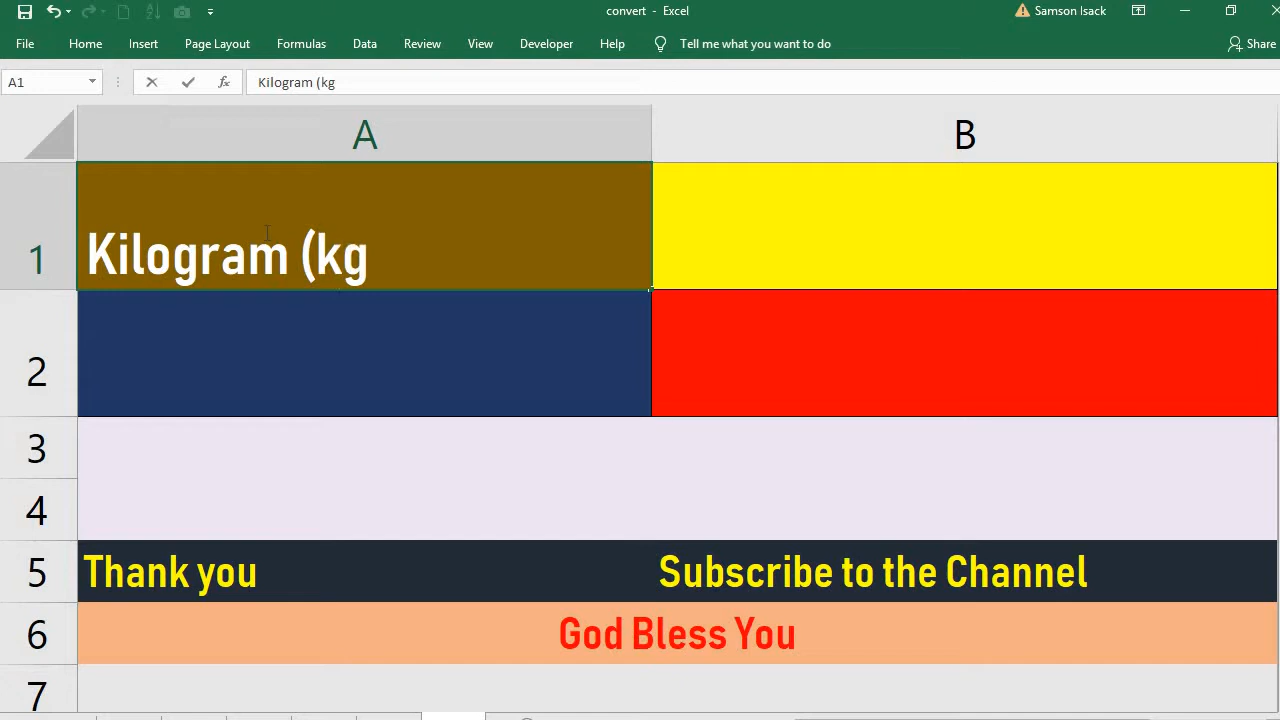 convert - Excel
Samson Isack
File Home Insert Page Layout Formulas Data Review View Developer Help Tell me what you want to do Share
A1 fx Kilogram (kg
A B
1 Kilogram (kg
2
3
4
5 Thank you Subscribe to the Channel
6 God Bless You
7